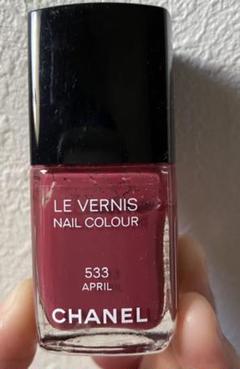 LE VERNIS
NAIL COLOUR
533
APRIL
CHANEL